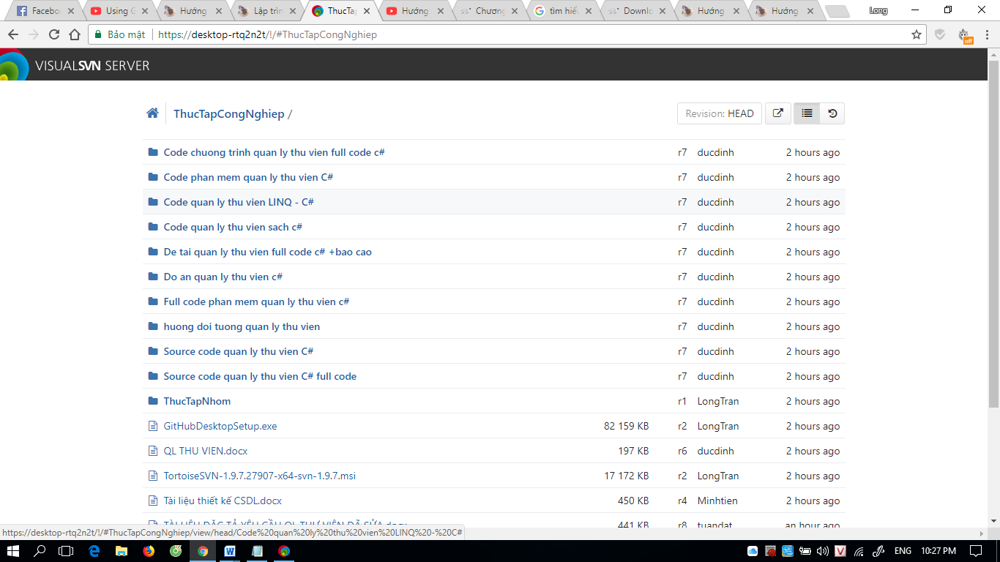 Facebo
Using G
Hướng
Lập trìn
ThucTap
Hướng
Chương
tìm hiể
Downlo
Hướng
Hướng
Long
Bảo mật
https://desktop-rtq2n2t/!/#ThucTapCongNghiep
off
VISUALSVN SERVER
ThucTapCongNghiep /
Revision: HEAD
Code chuong trinh quan ly thu vien full code c# r7 ducdinh 2 hours ago
Code phan mem quan ly thu vien C# r7 ducdinh 2 hours ago
Code quan ly thu vien LINQ - C# r7 ducdinh 2 hours ago
Code quan ly thu vien sach c# r7 ducdinh 2 hours ago
De tai quan ly thu vien full code c# +bao cao r7 ducdinh 2 hours ago
Do an quan ly thu vien c# r7 ducdinh 2 hours ago
Full code phan mem quan ly thu vien c# r7 ducdinh 2 hours ago
huong doi tuong quan ly thu vien r7 ducdinh 2 hours ago
Source code quan ly thu vien C# r7 ducdinh 2 hours ago
Source code quan ly thu vien C# full code r7 ducdinh 2 hours ago
ThucTapNhom r1 LongTran 2 hours ago
GitHubDesktopSetup.exe 82 159 KB r2 LongTran 2 hours ago
QL THU VIEN.docx 197 KB r6 ducdinh 2 hours ago
TortoiseSVN-1.9.7.27907-x64-svn-1.9.7.msi 17 172 KB r2 LongTran 2 hours ago
Tài liệu thiết kế CSDL.docx 450 KB r4 Minhtien 2 hours ago
TÀI LIỆU ĐẶC TẢ YÊU CẦU QL THƯ VIỆN ĐÃ SỬA.docx 441 KB r8 tuandat an hour ago
https://desktop-rtq2n2t/!/#ThucTapCongNghiep/view/head/Code%20quan%20ly%20thu%20vien%20LINQ%20-%20C#
ENG 10:27 PM